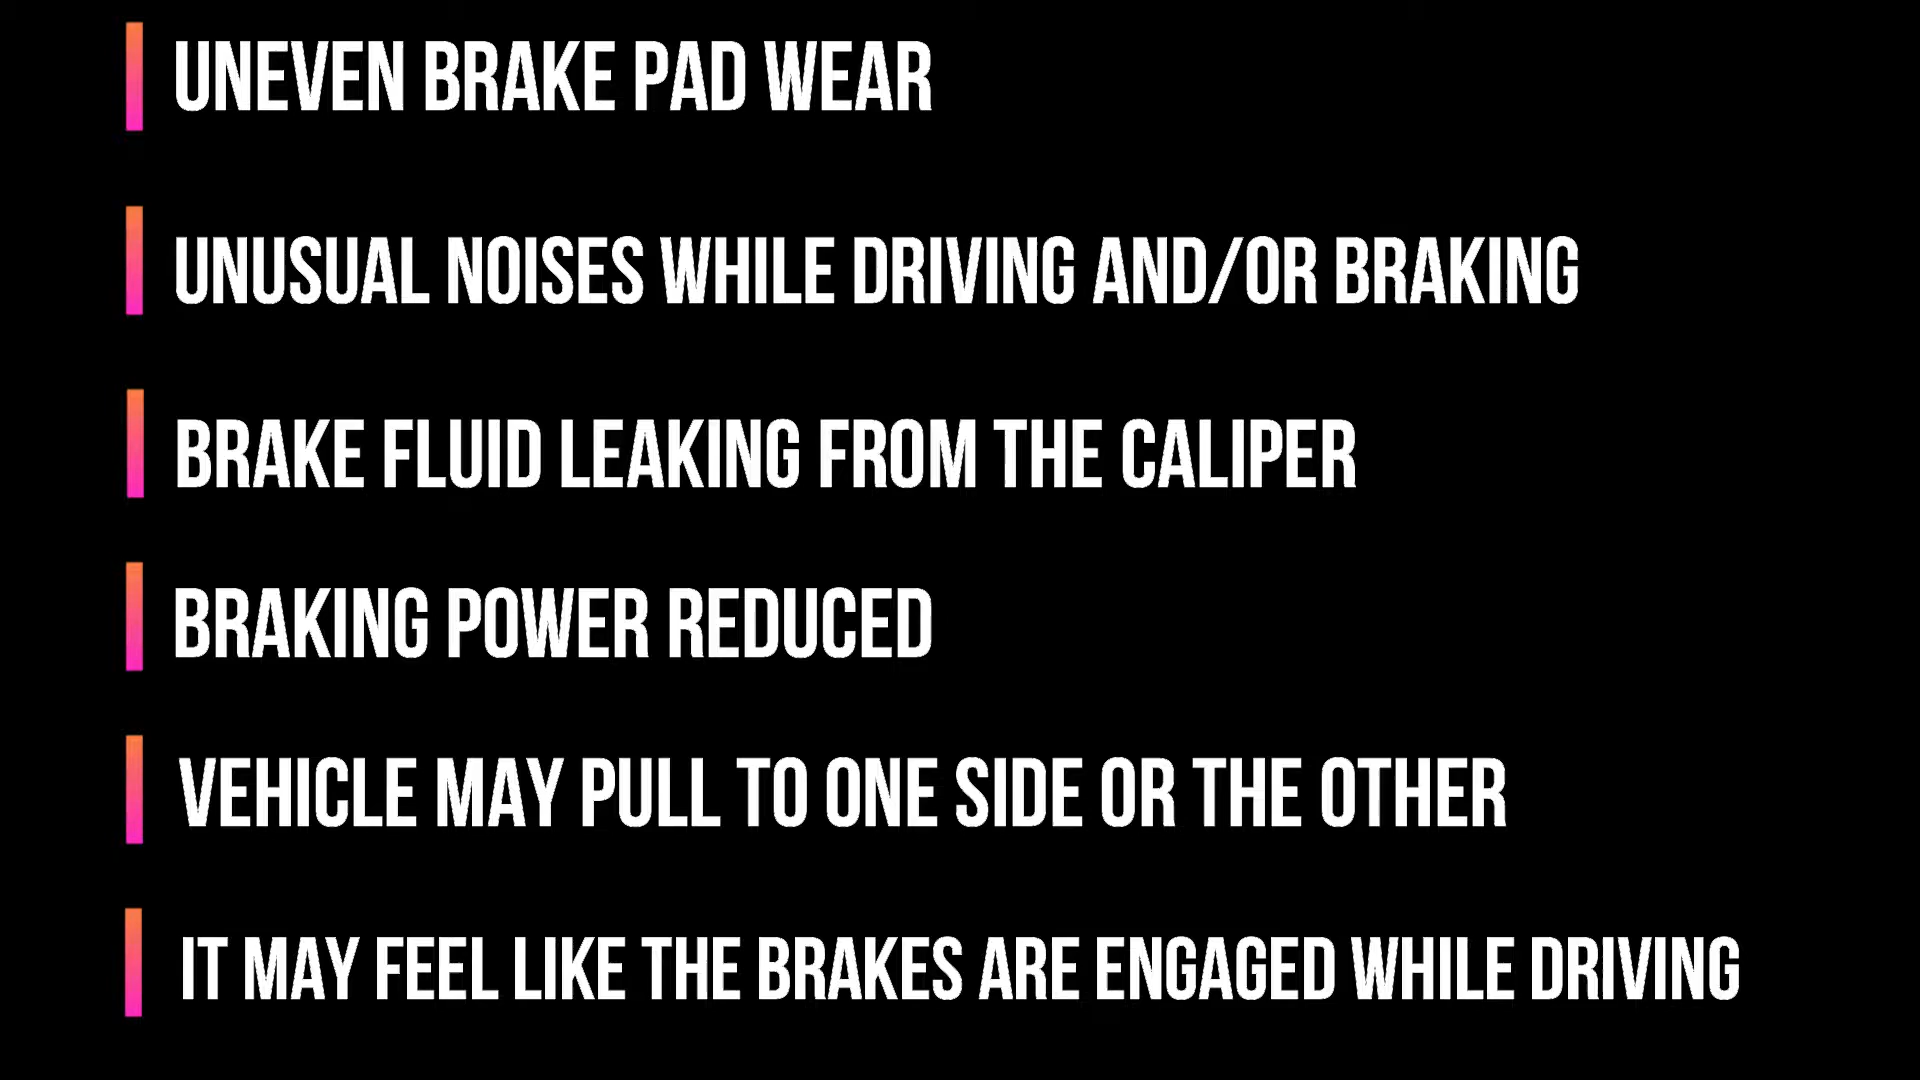 UNEVEN BRAKE PAD WEAR
UNUSUAL NOISES WHILE DRIVING AND/OR BRAKING
BRAKE FLUID LEAKING FROM THE CALIPER
BRAKING POWER REDUCED
VEHICLE MAY PULL TO ONE SIDE OR THE OTHER
IT MAY FEEL LIKE THE BRAKES ARE ENGAGED WHILE DRIVING